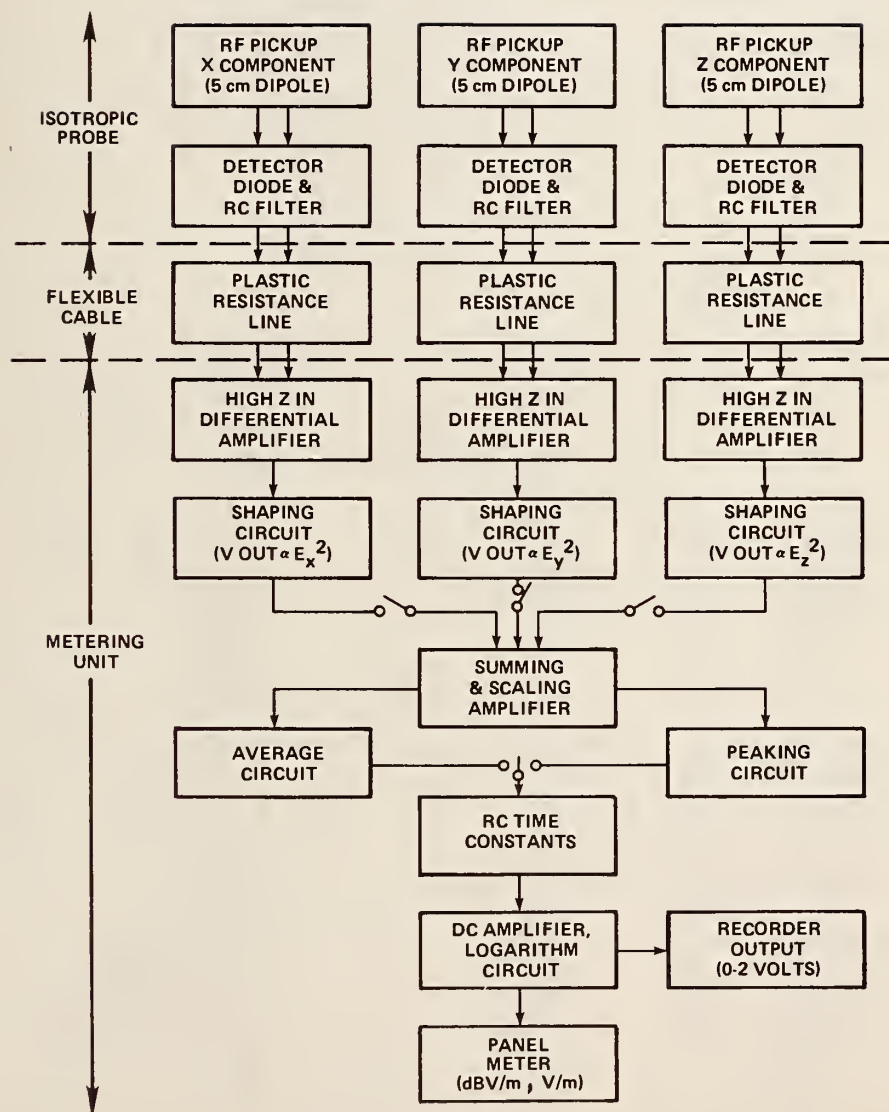 ISOTROPIC
PROBE
RF PICKUP
X COMPONENT
(5 cm DIPOLE)
RF PICKUP
Y COMPONENT
(5 cm DIPOLE)
RF PICKUP
Z COMPONENT
(5 cm DIPOLE)
DETECTOR
DIODE &
RC FILTER
DETECTOR
DIODE &
RC FILTER
DETECTOR
DIODE &
RC FILTER
FLEXIBLE
CABLE
PLASTIC
RESISTANCE
LINE
PLASTIC
RESISTANCE
LINE
PLASTIC
RESISTANCE
LINE
METERING
UNIT
HIGH Z IN
DIFFERENTIAL
AMPLIFIER
HIGH Z IN
DIFFERENTIAL
AMPLIFIER
HIGH Z IN
DIFFERENTIAL
AMPLIFIER
SHAPING
CIRCUIT
(V OUT α Eₓ²)
SHAPING
CIRCUIT
(V OUT α E_y²)
SHAPING
CIRCUIT
(V OUT α E_z²)
SUMMING
& SCALING
AMPLIFIER
AVERAGE
CIRCUIT
PEAKING
CIRCUIT
RC TIME
CONSTANTS
DC AMPLIFIER,
LOGARITHM
CIRCUIT
RECORDER
OUTPUT
(0-2 VOLTS)
PANEL
METER
(dBV/m , V/m)